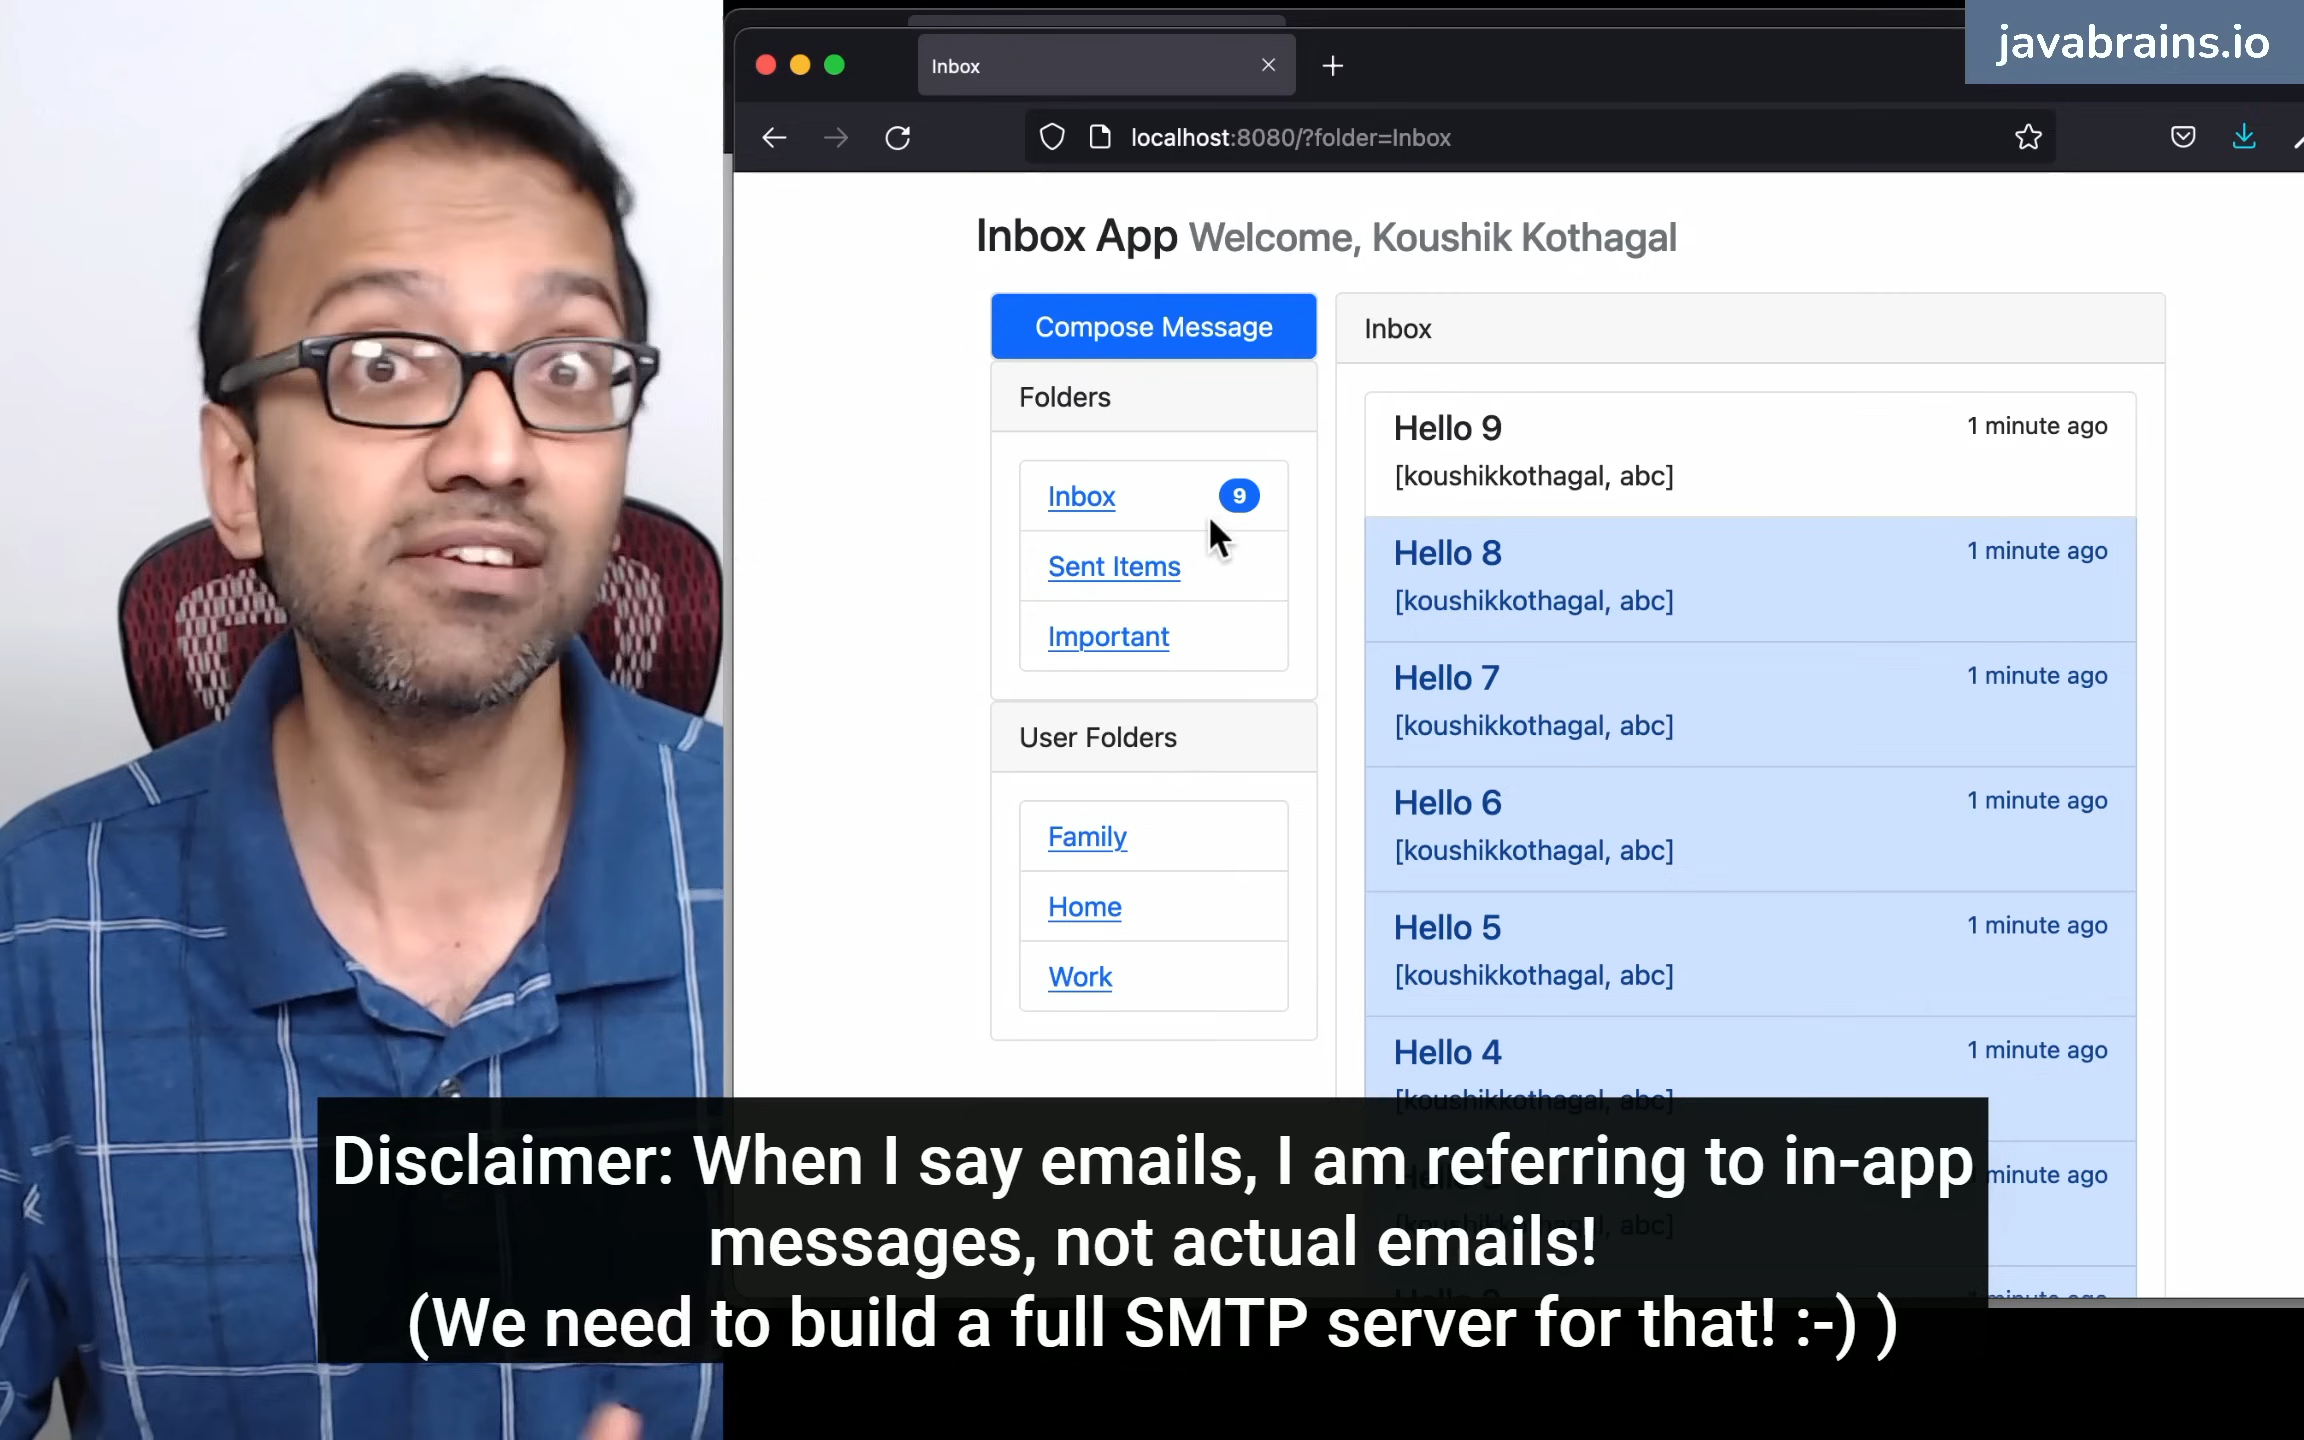 javabrains.io
Inbox
localhost:8080/?folder=Inbox
Inbox App Welcome, Koushik Kothagal
Compose Message
Folders
Inbox 9
Sent Items
Important
User Folders
Family
Home
Work
Inbox
Hello 9 1 minute ago
[koushikkothagal, abc]
Hello 8 1 minute ago
[koushikkothagal, abc]
Hello 7 1 minute ago
[koushikkothagal, abc]
Hello 6 1 minute ago
[koushikkothagal, abc]
Hello 5 1 minute ago
[koushikkothagal, abc]
Hello 4 1 minute ago
[koushikkothagal, abc]
minute ago
Disclaimer: When I say emails, I am referring to in-app
messages, not actual emails!
(We need to build a full SMTP server for that! :-) )